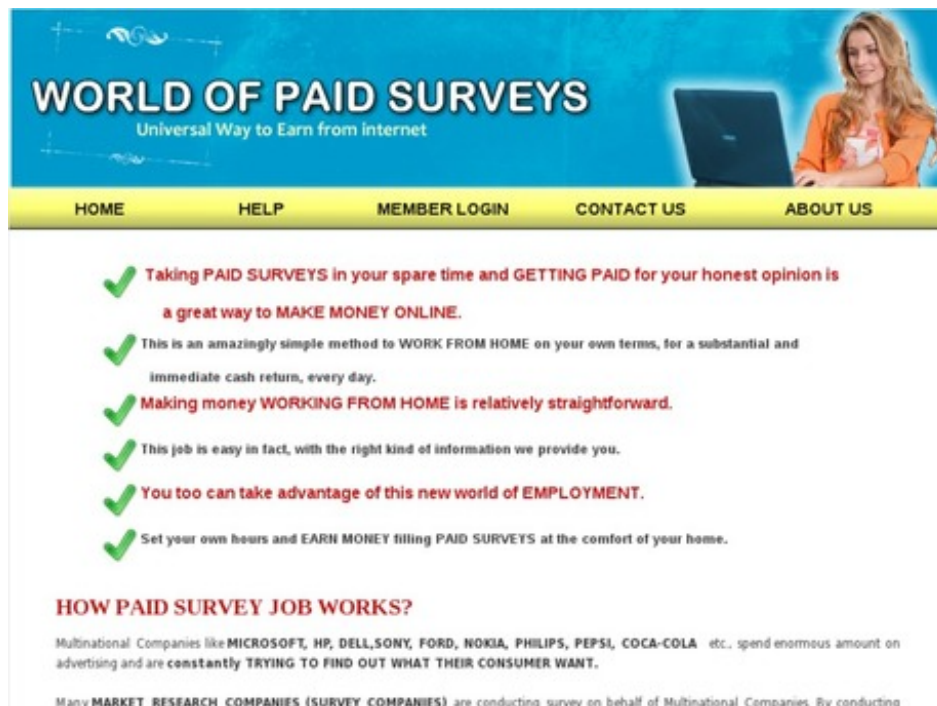 WORLD OF PAID SURVEYS
Universal Way to Earn from internet
HOME HELP MEMBER LOGIN CONTACT US ABOUT US
Taking PAID SURVEYS in your spare time and GETTING PAID for your honest opinion is
a great way to MAKE MONEY ONLINE.
This is an amazingly simple method to WORK FROM HOME on your own terms, for a substantial and
immediate cash return, every day.
Making money WORKING FROM HOME is relatively straightforward.
This job is easy in fact, with the right kind of information we provide you.
You too can take advantage of this new world of EMPLOYMENT.
Set your own hours and EARN MONEY filling PAID SURVEYS at the comfort of your home.
HOW PAID SURVEY JOB WORKS?
Multinational Companies like MICROSOFT, HP, DELL,SONY, FORD, NOKIA, PHILIPS, PEPSI, COCA-COLA etc., spend enormous amount on
advertising and are constantly TRYING TO FIND OUT WHAT THEIR CONSUMER WANT.
Many MARKET RESEARCH COMPANIES (SURVEY COMPANIES) are conducting survey on behalf of Multinational Companies. By conducting